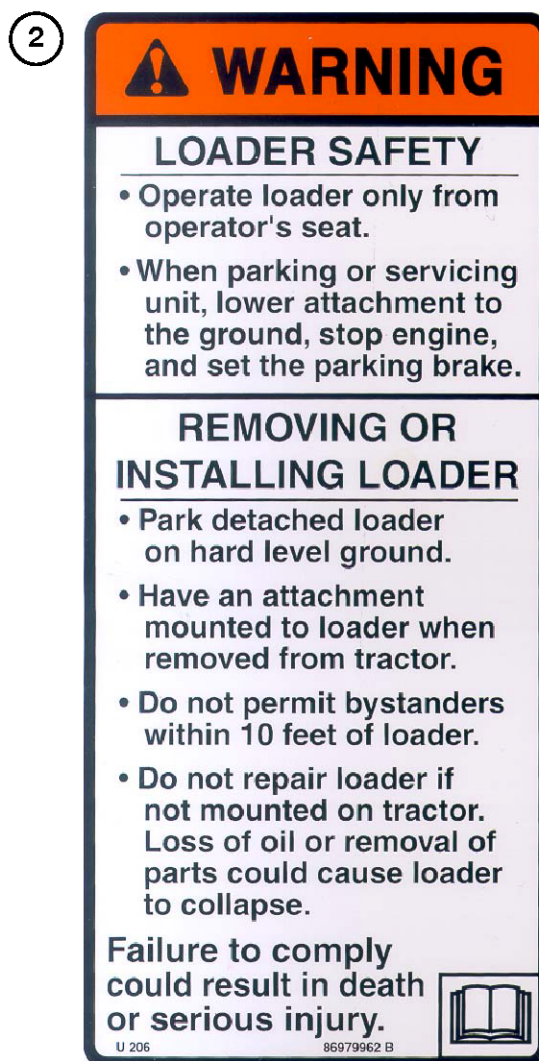 2
WARNING
LOADER SAFETY
• Operate loader only from
operator's seat.
• When parking or servicing
unit, lower attachment to
the ground, stop engine,
and set the parking brake.
REMOVING OR
INSTALLING LOADER
• Park detached loader
on hard level ground.
• Have an attachment
mounted to loader when
removed from tractor.
• Do not permit bystanders
within 10 feet of loader.
• Do not repair loader if
not mounted on tractor.
Loss of oil or removal of
parts could cause loader
to collapse.
Failure to comply
could result in death
or serious injury.
U 206 86979962 B